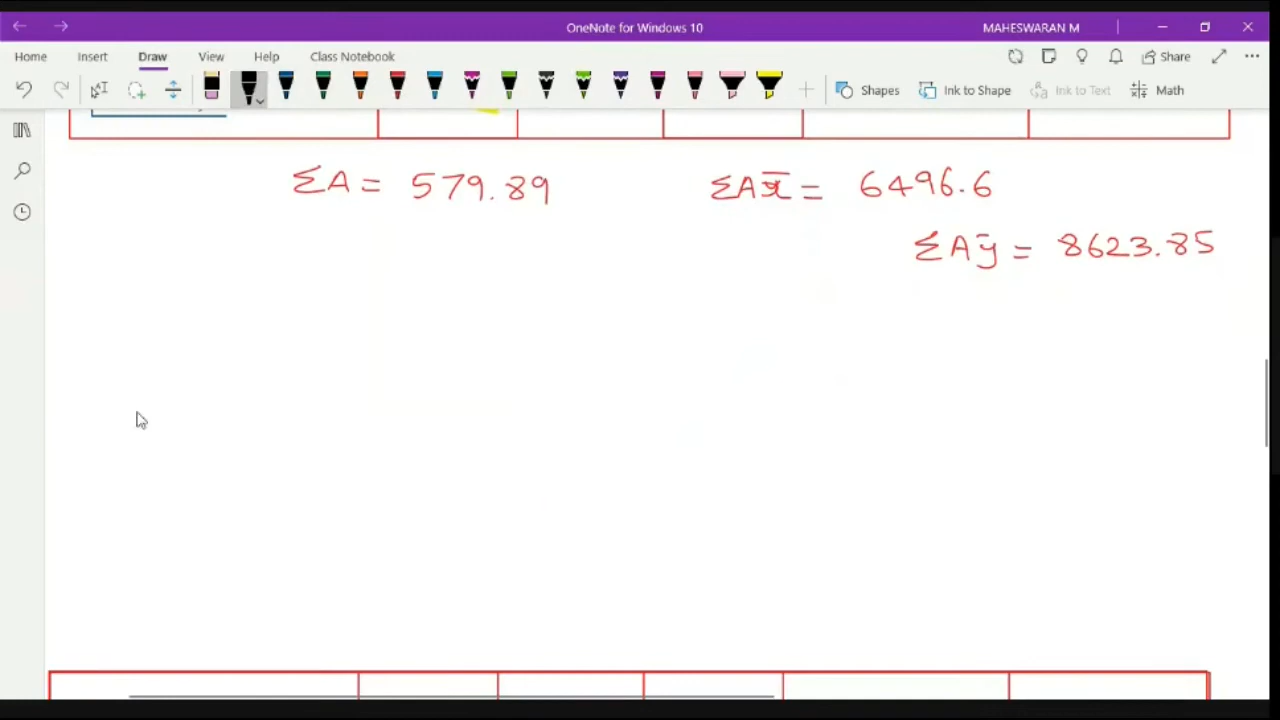 OneNote for Windows 10
MAHESWARAN M
Home Insert Draw View Help Class Notebook
Share
Shapes Ink to Shape Ink to Text Math
ΣA = 579.89 ΣAx̅ = 6496.6
ΣAy̅ = 8623.85